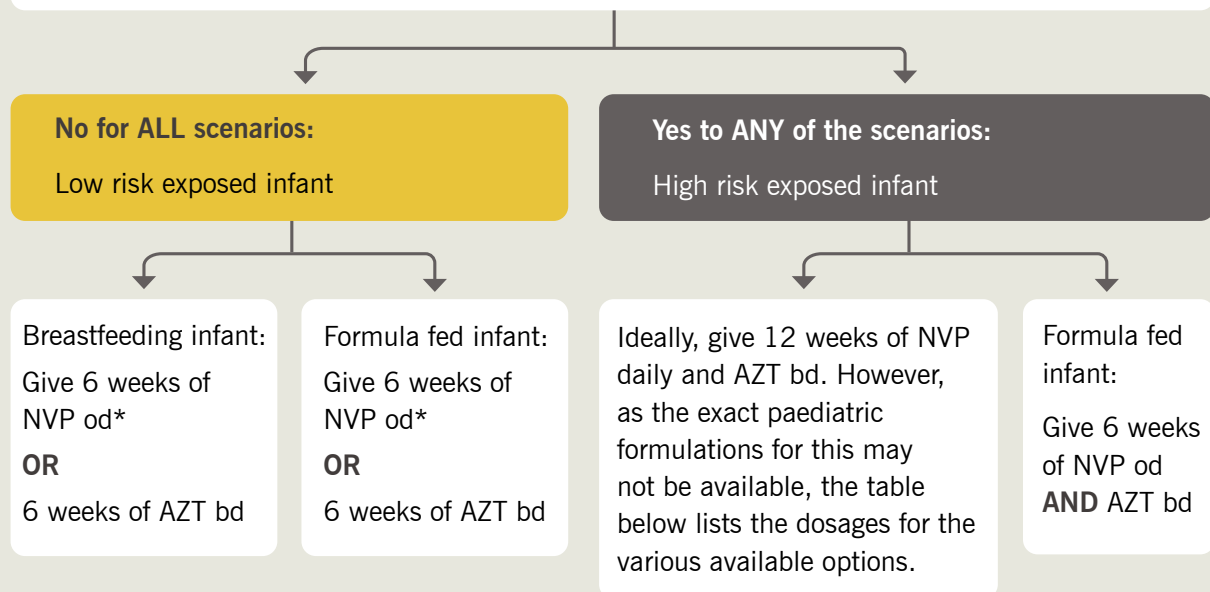 No for ALL scenarios:
Low risk exposed infant
Yes to ANY of the scenarios:
High risk exposed infant
Breastfeeding infant:
Give 6 weeks of
NVP od*
OR
6 weeks of AZT bd
Formula fed infant:
Give 6 weeks of
NVP od*
OR
6 weeks of AZT bd
Ideally, give 12 weeks of NVP
daily and AZT bd. However,
as the exact paediatric
formulations for this may
not be available, the table
below lists the dosages for the
various available options.
Formula fed
infant:
Give 6 weeks
of NVP od
AND AZT bd